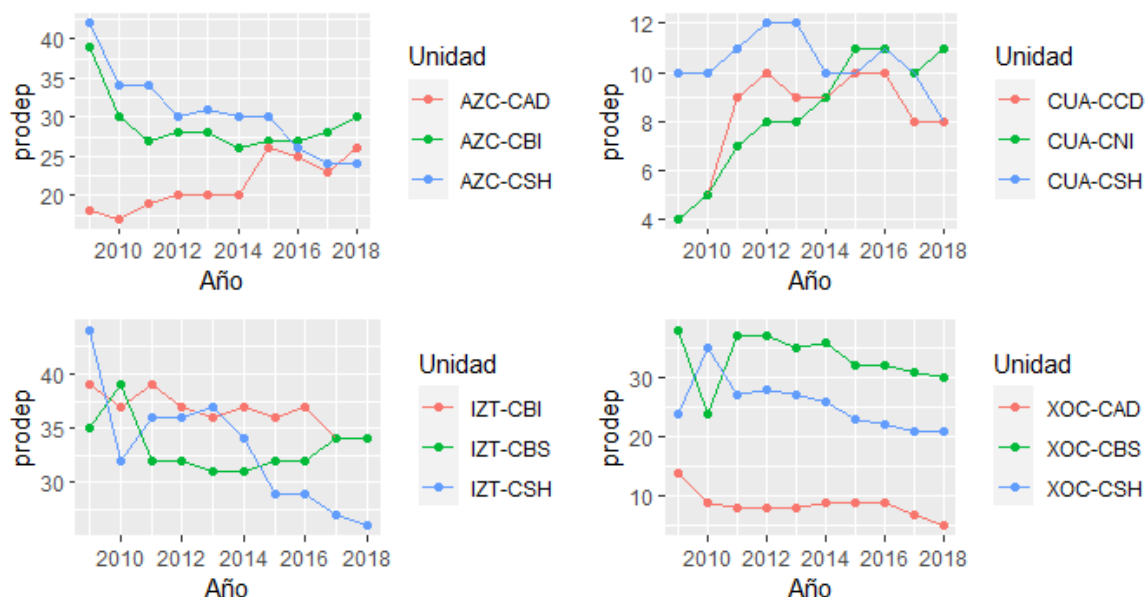 prodep
40
35
30
25
20
2010 2012 2014 2016 2018
Año
Unidad
AZC-CAD
AZC-CBI
AZC-CSH
prodep
12
10
8
6
4
2010 2012 2014 2016 2018
Año
Unidad
CUA-CCD
CUA-CNI
CUA-CSH
prodep
40
35
30
2010 2012 2014 2016 2018
Año
Unidad
IZT-CBI
IZT-CBS
IZT-CSH
prodep
30
20
10
2010 2012 2014 2016 2018
Año
Unidad
XOC-CAD
XOC-CBS
XOC-CSH